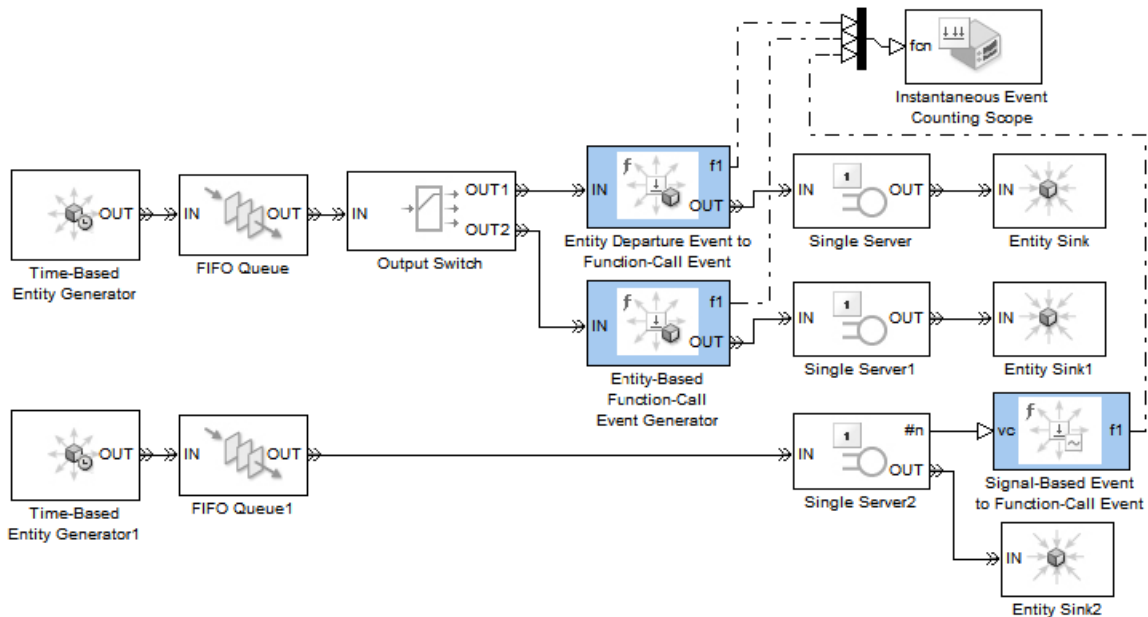 fcn
Instantaneous Event
Counting Scope
OUT
Time-Based
Entity Generator
IN
OUT
FIFO Queue
IN
OUT1
OUT2
Output Switch
IN
f
f1
OUT
Entity Departure Event to
Function-Call Event
IN
1
OUT
Single Server
IN
Entity Sink
IN
f
f1
OUT
Entity-Based
Function-Call
Event Generator
IN
1
OUT
Single Server1
IN
Entity Sink1
OUT
Time-Based
Entity Generator1
IN
OUT
FIFO Queue1
IN
1
#n
OUT
Single Server2
vc
f
f1
Signal-Based Event
to Function-Call Event
IN
Entity Sink2